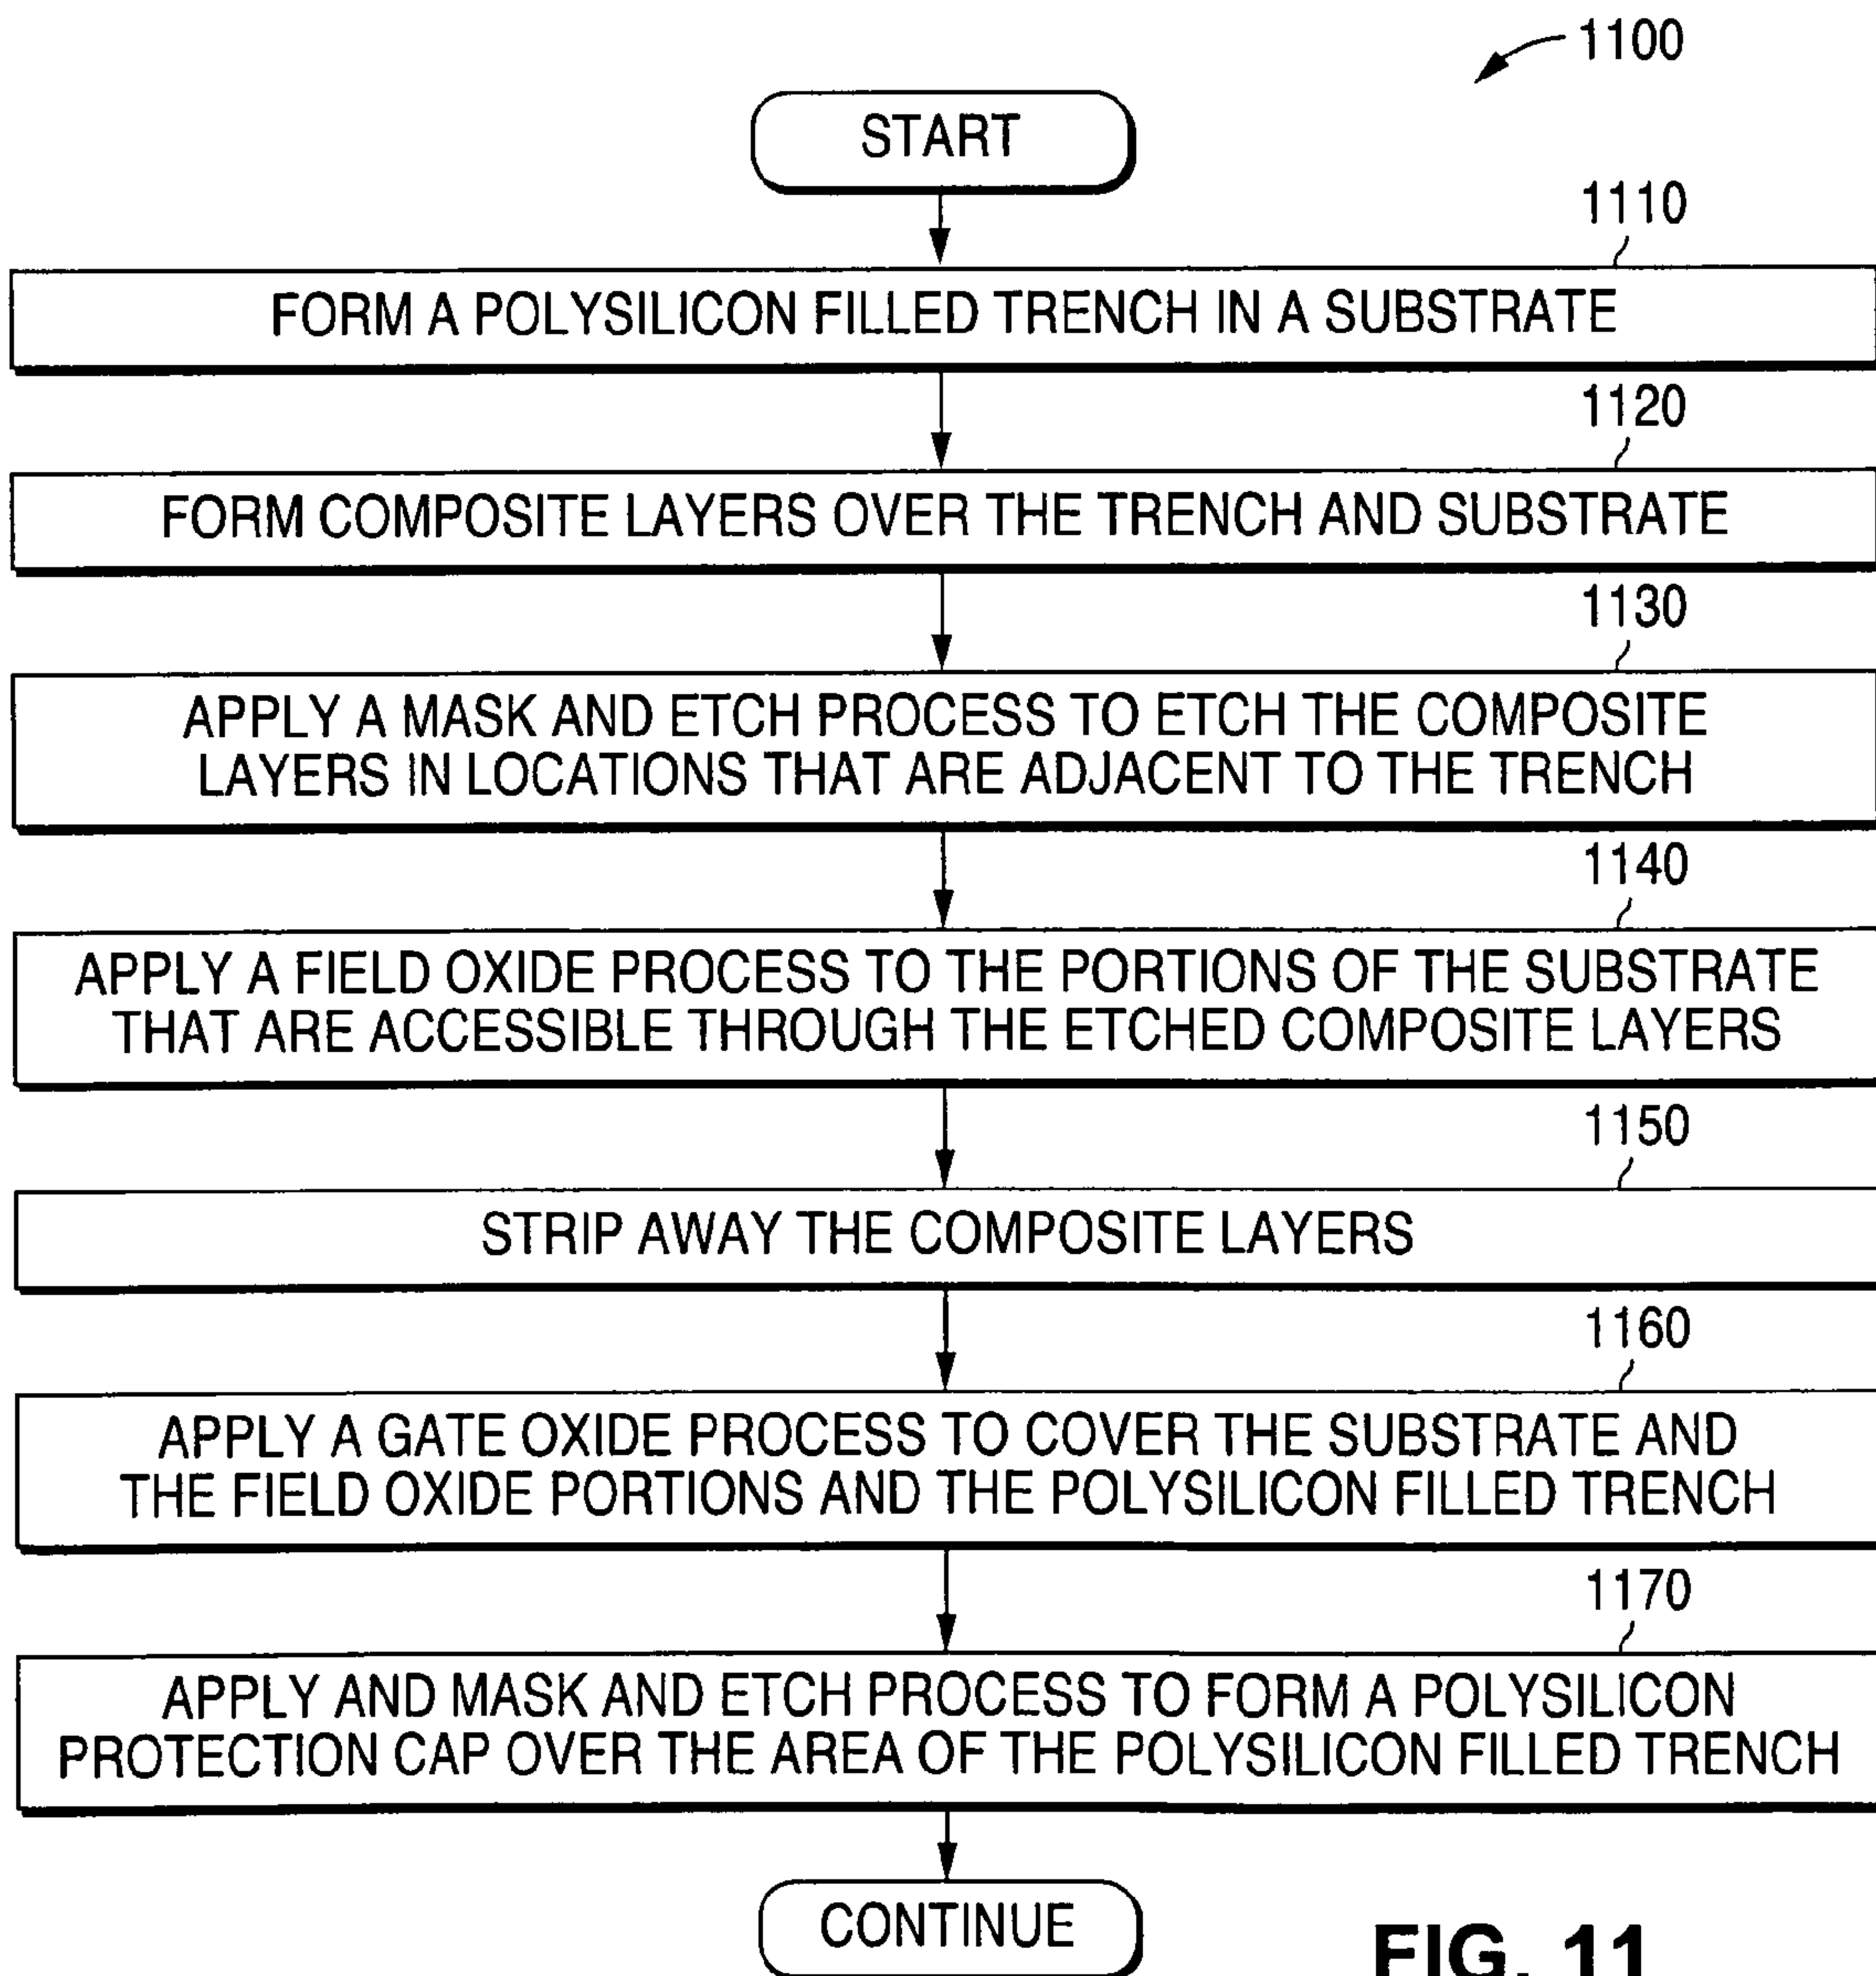 1100
START
1110
FORM A POLYSILICON FILLED TRENCH IN A SUBSTRATE
1120
FORM COMPOSITE LAYERS OVER THE TRENCH AND SUBSTRATE
1130
APPLY A MASK AND ETCH PROCESS TO ETCH THE COMPOSITE
LAYERS IN LOCATIONS THAT ARE ADJACENT TO THE TRENCH
1140
APPLY A FIELD OXIDE PROCESS TO THE PORTIONS OF THE SUBSTRATE
THAT ARE ACCESSIBLE THROUGH THE ETCHED COMPOSITE LAYERS
1150
STRIP AWAY THE COMPOSITE LAYERS
1160
APPLY A GATE OXIDE PROCESS TO COVER THE SUBSTRATE AND
THE FIELD OXIDE PORTIONS AND THE POLYSILICON FILLED TRENCH
1170
APPLY AND MASK AND ETCH PROCESS TO FORM A POLYSILICON
PROTECTION CAP OVER THE AREA OF THE POLYSILICON FILLED TRENCH
CONTINUE
FIG. 11